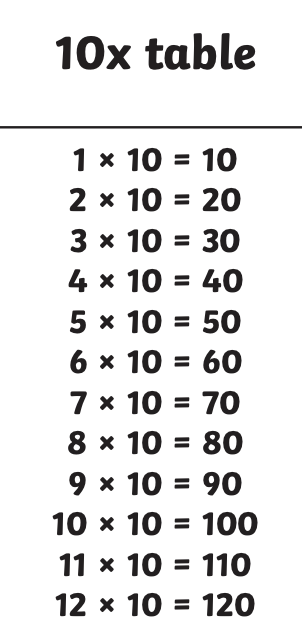 10x table
1 × 10 = 10
2 × 10 = 20
3 × 10 = 30
4 × 10 = 40
5 × 10 = 50
6 × 10 = 60
7 × 10 = 70
8 × 10 = 80
9 × 10 = 90
10 × 10 = 100
11 × 10 = 110
12 × 10 = 120